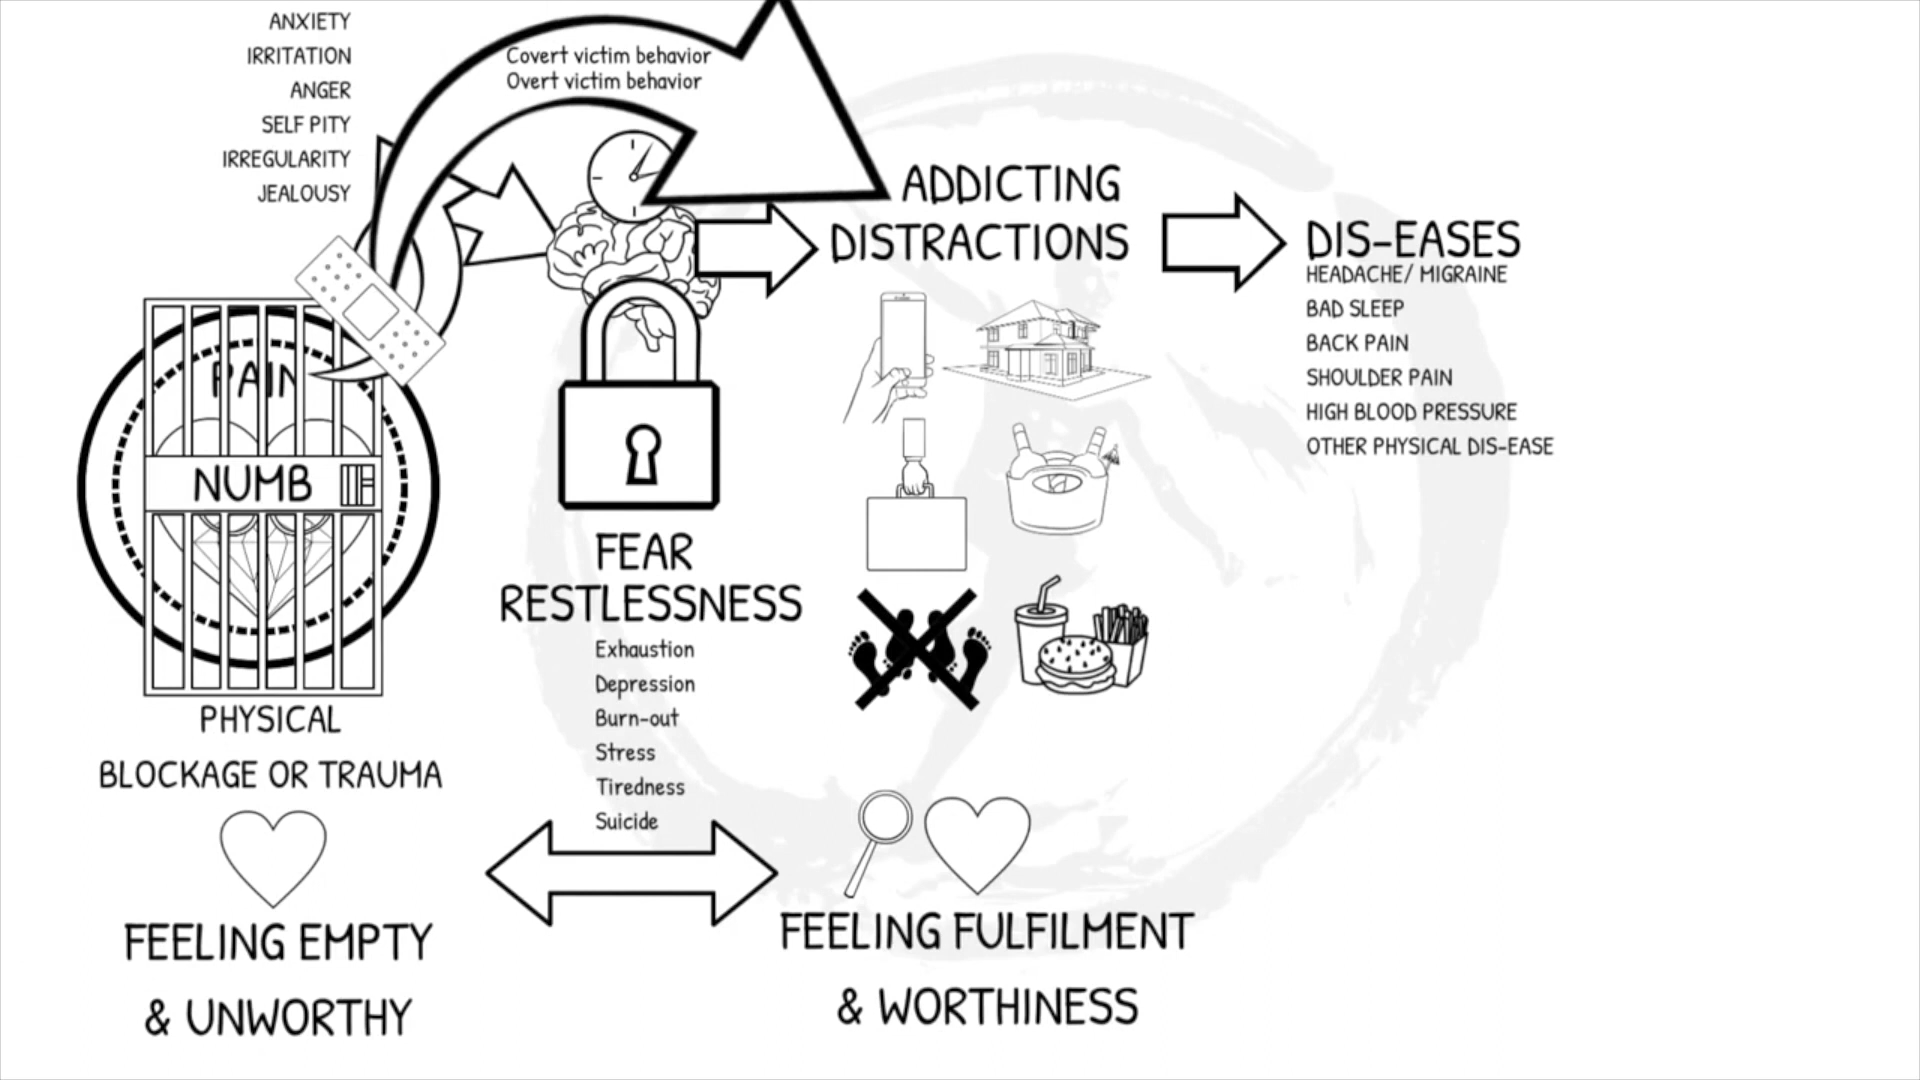 ANXIETY
IRRITATION
ANGER
SELF PITY
IRREGULARITY
JEALOUSY
Covert victim behavior
Overt victim behavior
PAIN
NUMB
PHYSICAL
BLOCKAGE OR TRAUMA
FEELING EMPTY
& UNWORTHY
FEAR
RESTLESSNESS
Exhaustion
Depression
Burn-out
Stress
Tiredness
Suicide
ADDICTING
DISTRACTIONS
FEELING FULFILMENT
& WORTHINESS
DIS-EASES
HEADACHE/ MIGRAINE
BAD SLEEP
BACK PAIN
SHOULDER PAIN
HIGH BLOOD PRESSURE
OTHER PHYSICAL DIS-EASE